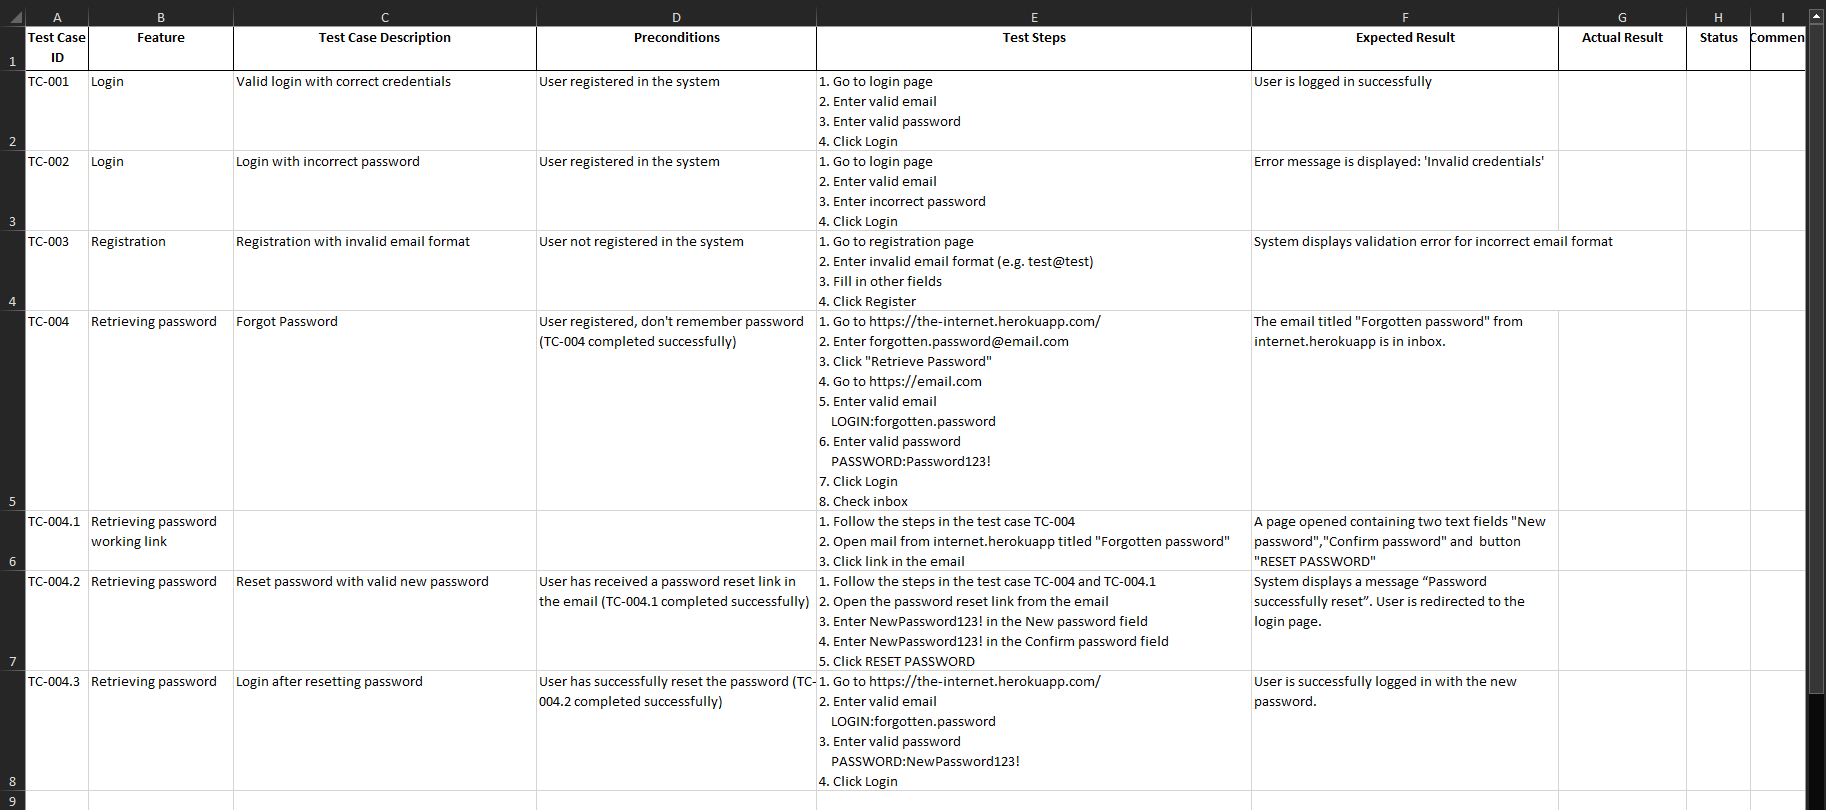 A B C D E F G H I
1 Test Case ID Feature Test Case Description Preconditions Test Steps Expected Result Actual Result Status Commen
2 TC-001 Login Valid login with correct credentials User registered in the system 1. Go to login page
2. Enter valid email
3. Enter valid password
4. Click Login
User is logged in successfully
3 TC-002 Login Login with incorrect password User registered in the system 1. Go to login page
2. Enter valid email
3. Enter incorrect password
4. Click Login
Error message is displayed: 'Invalid credentials'
4 TC-003 Registration Registration with invalid email format User not registered in the system 1. Go to registration page
2. Enter invalid email format (e.g. test@test)
3. Fill in other fields
4. Click Register
System displays validation error for incorrect email format
5 TC-004 Retrieving password Forgot Password User registered, don't remember password
(TC-004 completed successfully)
1. Go to https://the-internet.herokuapp.com/
2. Enter forgotten.password@email.com
3. Click "Retrieve Password"
4. Go to https://email.com
5. Enter valid email
LOGIN:forgotten.password
6. Enter valid password
PASSWORD:Password123!
7. Click Login
8. Check inbox
The email titled "Forgotten password" from
internet.herokuapp is in inbox.
6 TC-004.1 Retrieving password
working link
1. Follow the steps in the test case TC-004
2. Open mail from internet.herokuapp titled "Forgotten password"
3. Click link in the email
A page opened containing two text fields "New
password","Confirm password" and  button
"RESET PASSWORD"
7 TC-004.2 Retrieving password Reset password with valid new password User has received a password reset link in
the email (TC-004.1 completed successfully)
1. Follow the steps in the test case TC-004 and TC-004.1
2. Open the password reset link from the email
3. Enter NewPassword123! in the New password field
4. Enter NewPassword123! in the Confirm password field
5. Click RESET PASSWORD
System displays a message “Password
successfully reset”. User is redirected to the
login page.
8 TC-004.3 Retrieving password Login after resetting password User has successfully reset the password (TC-
004.2 completed successfully)
1. Go to https://the-internet.herokuapp.com/
2. Enter valid email
LOGIN:forgotten.password
3. Enter valid password
PASSWORD:NewPassword123!
4. Click Login
User is successfully logged in with the new
password.
9